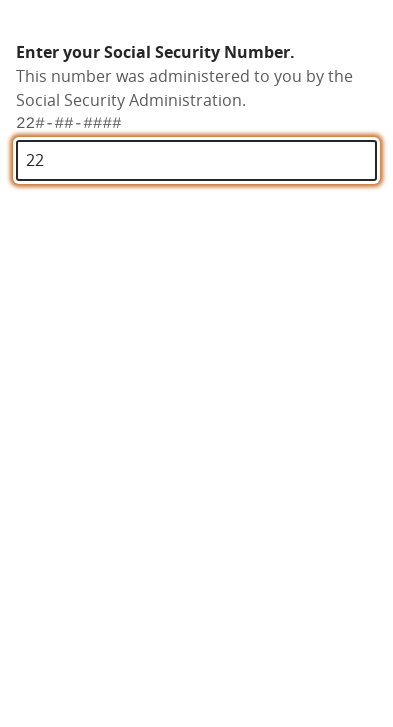 Enter your Social Security Number.
This number was administered to you by the
Social Security Administration.
22#-##-####
22